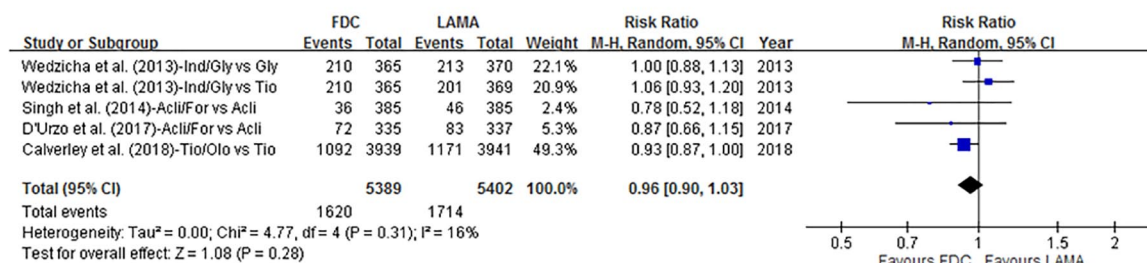 FDC LAMA Risk Ratio Risk Ratio
Study or Subgroup Events Total Events Total Weight M-H, Random, 95% CI Year M-H, Random, 95% CI
Wedzicha et al. (2013)-Ind/Gly vs Gly 210 365 213 370 22.1% 1.00 [0.88, 1.13] 2013
Wedzicha et al. (2013)-Ind/Gly vs Tio 210 365 201 369 20.9% 1.06 [0.93, 1.20] 2013
Singh et al. (2014)-Acli/For vs Acli 36 385 46 385 2.4% 0.78 [0.52, 1.18] 2014
D'Urzo et al. (2017)-Acli/For vs Acli 72 335 83 337 5.3% 0.87 [0.66, 1.15] 2017
Calverley et al. (2018)-Tio/Olo vs Tio 1092 3939 1171 3941 49.3% 0.93 [0.87, 1.00] 2018
Total (95% CI) 5389 5402 100.0% 0.96 [0.90, 1.03]
Total events 1620 1714
Heterogeneity: Tau² = 0.00; Chi² = 4.77, df = 4 (P = 0.31); I² = 16%
Test for overall effect: Z = 1.08 (P = 0.28)
0.5 0.7 1 1.5 2
Favours FDC Favours LAMA